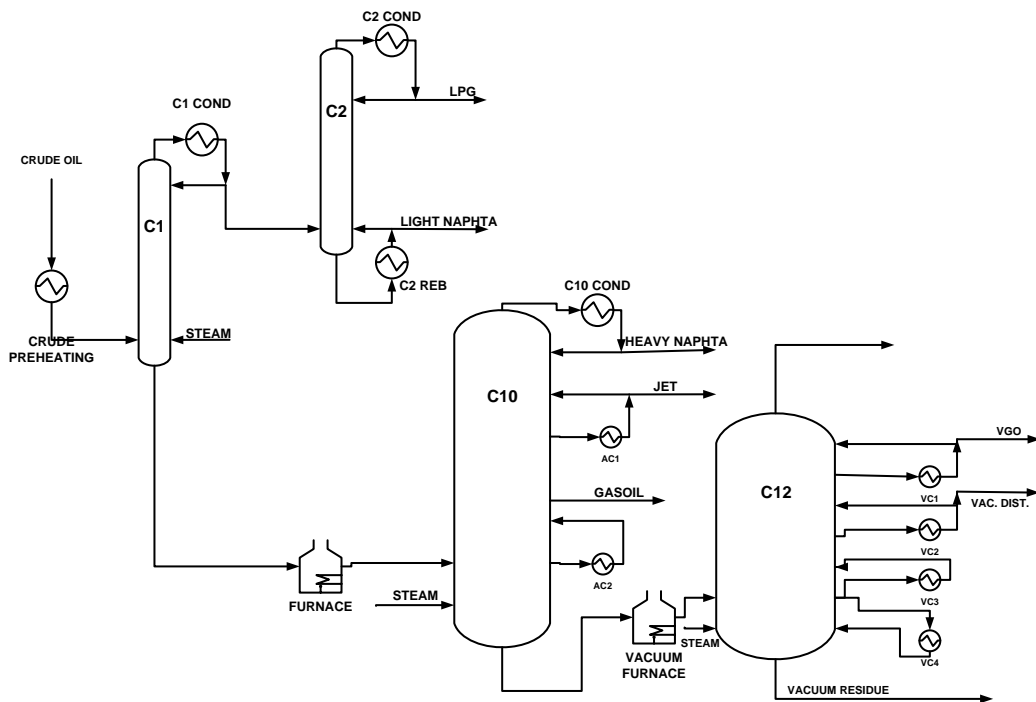 C2 COND
LPG
C2
C1 COND
CRUDE OIL
C1
LIGHT NAPHTA
C2 REB
C10 COND
STEAM
CRUDE
PREHEATING
HEAVY NAPHTA
JET
C10
AC1
VGO
C12
GASOIL
VC1
VAC. DIST.
VC2
AC2
FURNACE
STEAM
VC3
STEAM
VACUUM
FURNACE
VC4
VACUUM RESIDUE